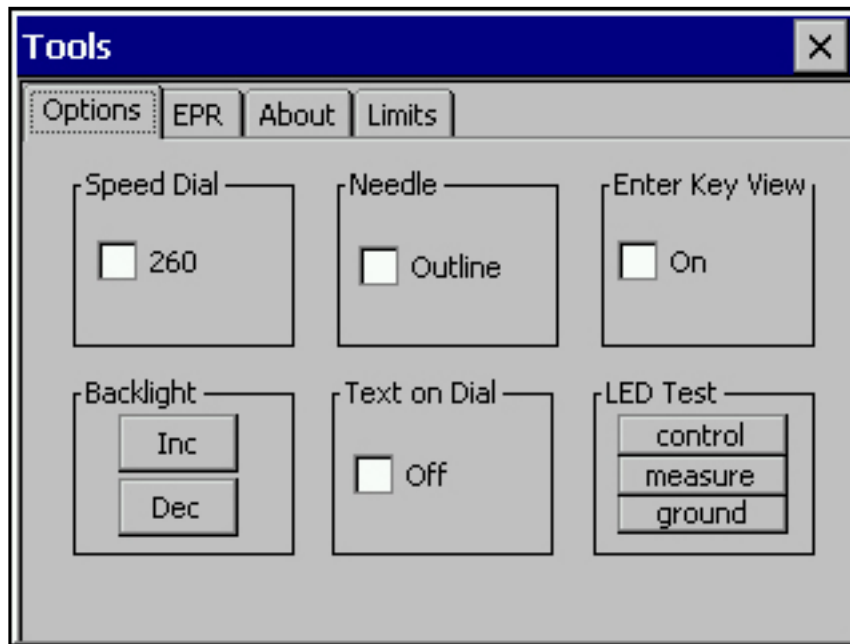 Tools
Options EPR About Limits
Speed Dial Needle Enter Key View
260 Outline On
Backlight Text on Dial LED Test
Inc
Dec
Off
control
measure
ground